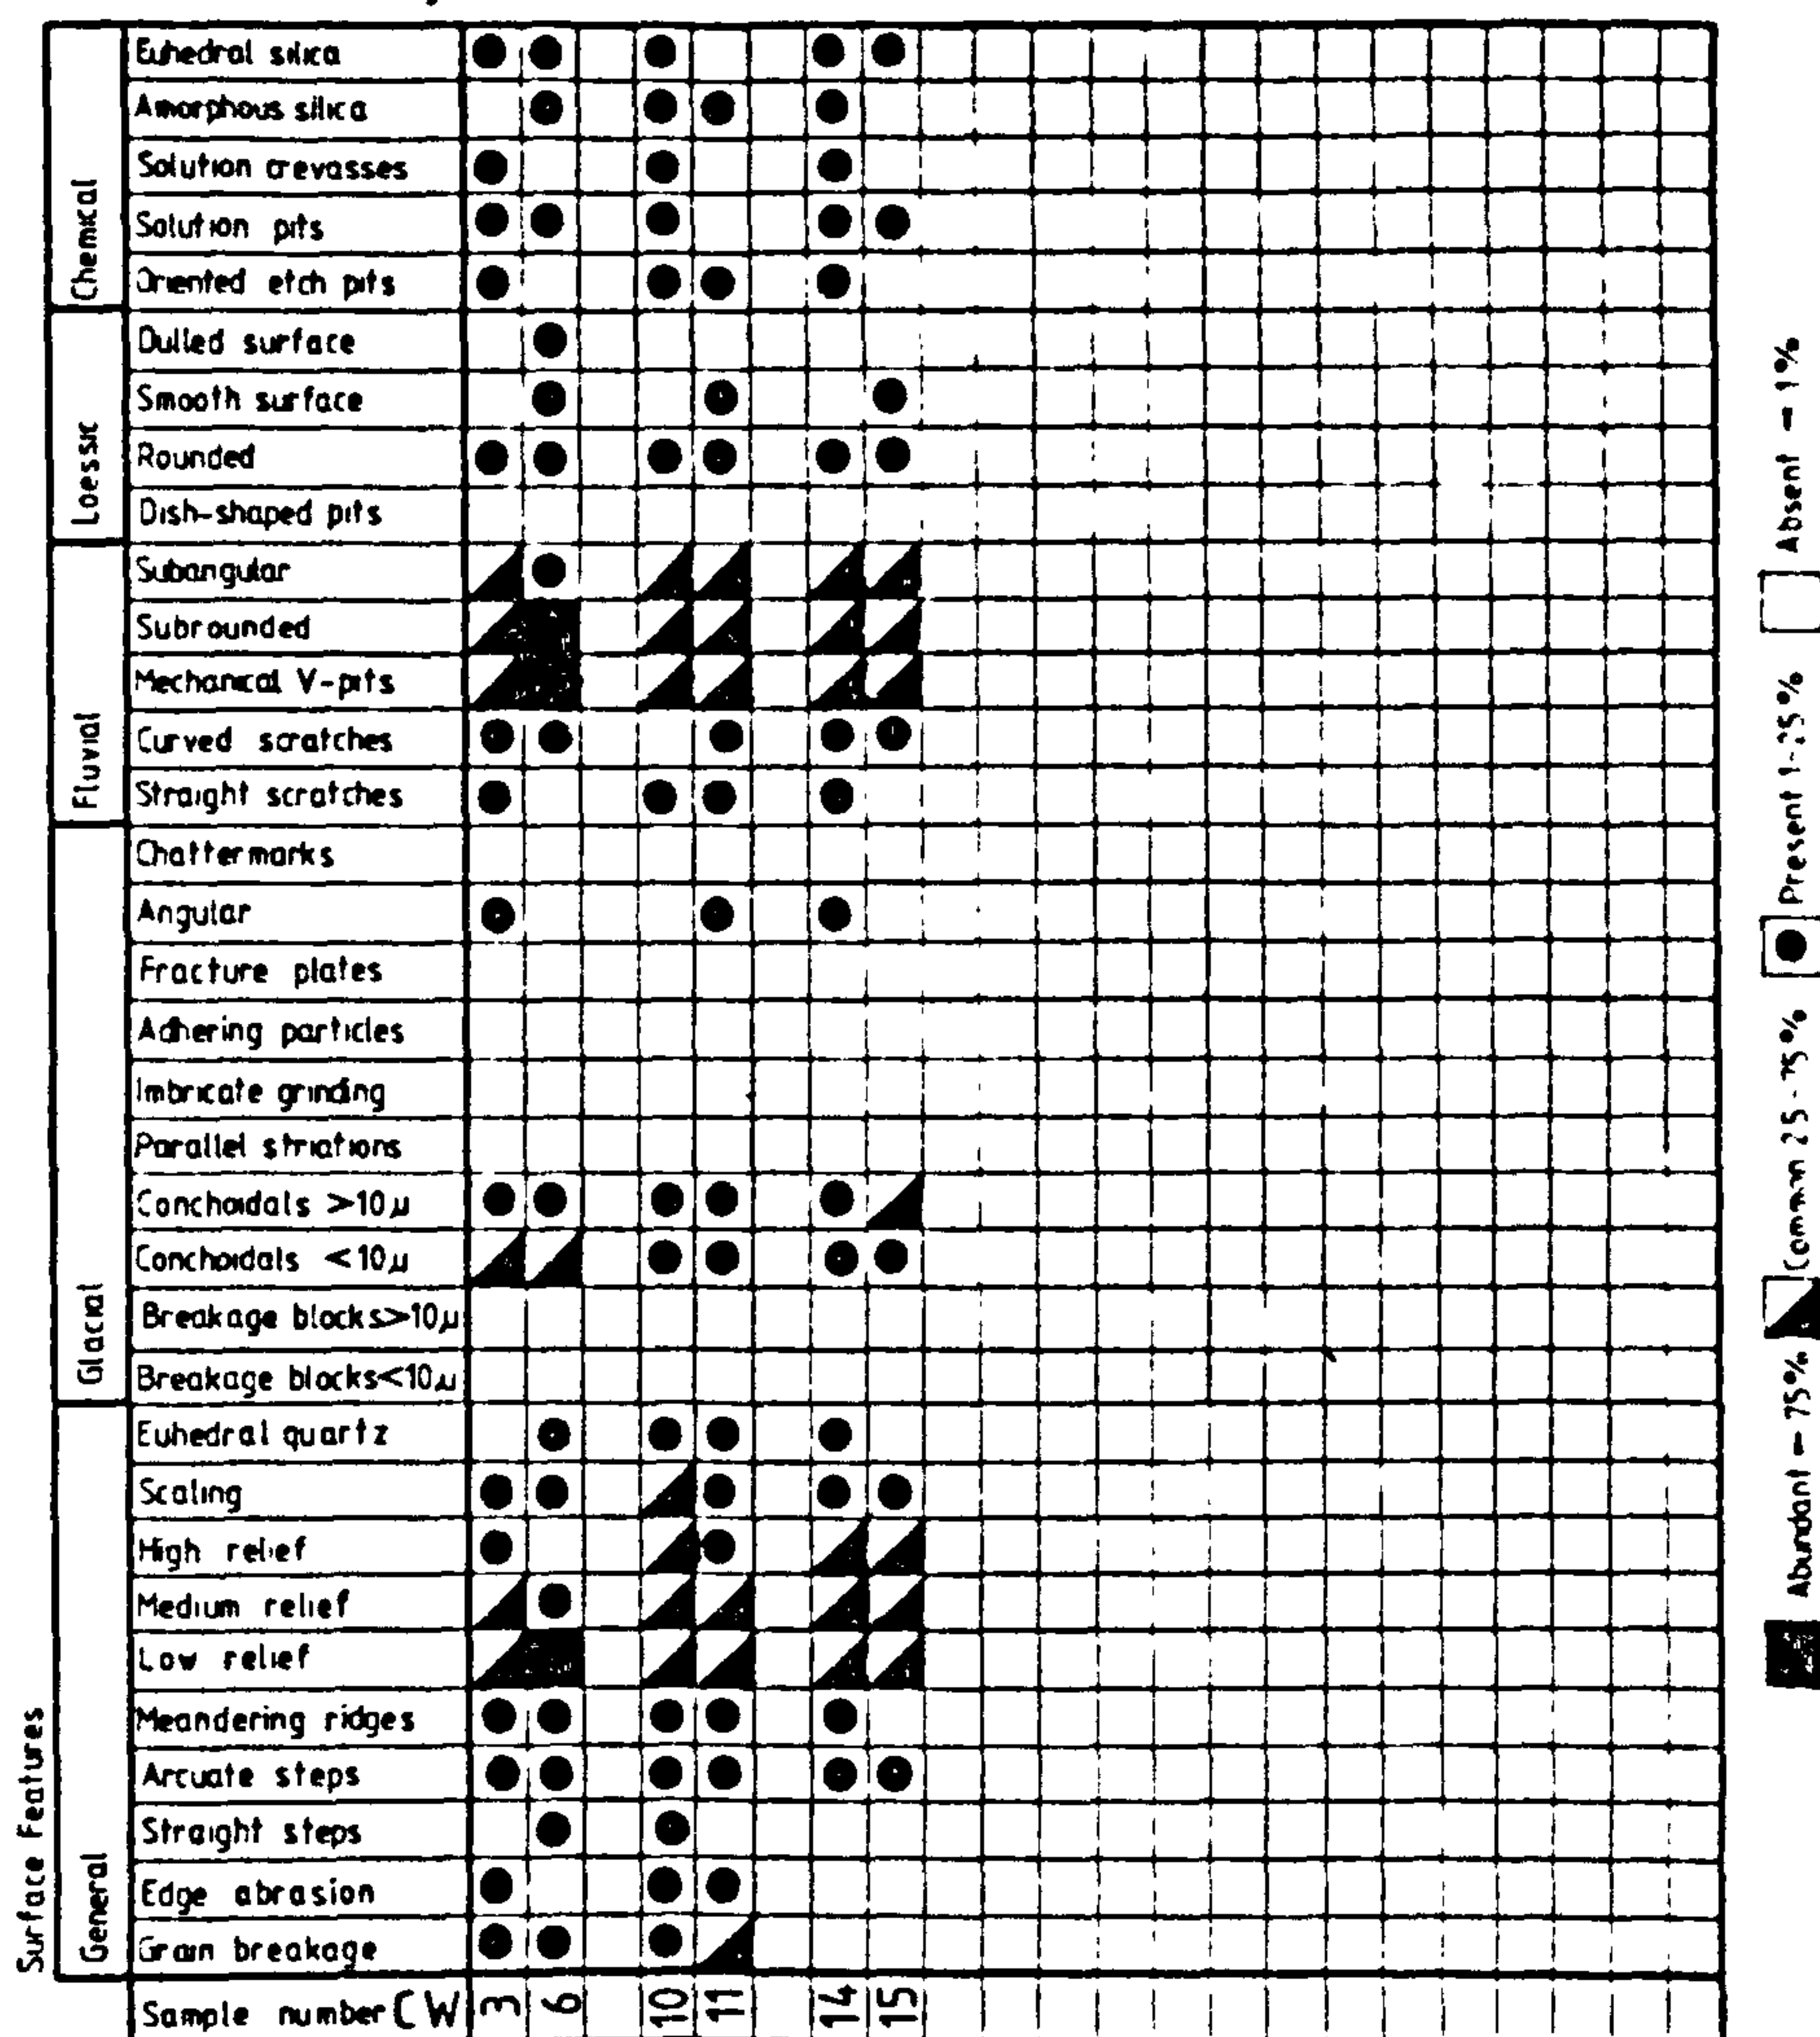 Chemical
Euhedral silica
Amorphous silica
Solution crevasses
Solution pits
Oriented etch pits
Loessic
Dulled surface
Smooth surface
Rounded
Dish-shaped pits
Fluvial
Subangular
Subrounded
Mechanical V-pits
Curved scratches
Straight scratches
Glacial
Chattermarks
Angular
Fracture plates
Adhering particles
Imbricate grinding
Parallel striations
Conchoidals >10µ
Conchoidals <10µ
Breakage blocks>10µ
Breakage blocks<10µ
Surface Features
General
Euhedral quartz
Scaling
High relief
Medium relief
Low relief
Meandering ridges
Arcuate steps
Straight steps
Edge abrasion
Grain breakage
Sample number CW 3 6 10 11 14 15
Abundant - 75%
Common 25-75%
Present 1-25%
Absent - 1%